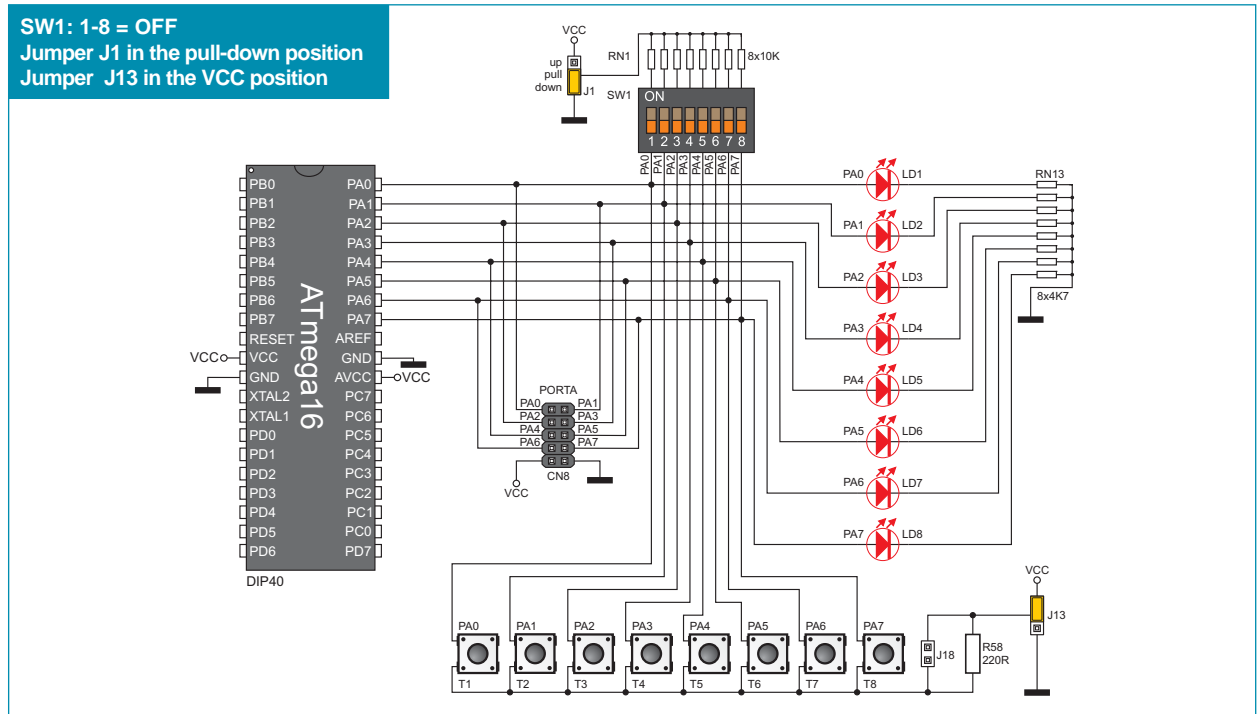 SW1: 1-8 = OFF
Jumper J1 in the pull-down position
Jumper J13 in the VCC position
VCC
up
pull
down
J1
RN1
8x10K
SW1
ON
1 2 3 4 5 6 7 8
PA0 PA1 PA2 PA3 PA4 PA5 PA6 PA7
PB0 PA0
PB1 PA1
PB2 PA2
PB3 PA3
PB4 PA4
PB5 PA5
PB6 PA6
PB7 PA7
RESET AREF
VCC VCC GND
GND AVCC VCC
XTAL2 PC7
XTAL1 PC6
PD0 PC5
PD1 PC4
PD2 PC3
PD3 PC2
PD4 PC1
PD5 PC0
PD6 PD7
ATmega16
DIP40
PORTA
PA0 PA1
PA2 PA3
PA4 PA5
PA6 PA7
CN8
VCC
PA0 LD1
PA1 LD2
PA2 LD3
PA3 LD4
PA4 LD5
PA5 LD6
PA6 LD7
PA7 LD8
RN13
8x4K7
PA0 PA1 PA2 PA3 PA4 PA5 PA6 PA7
T1 T2 T3 T4 T5 T6 T7 T8
J18
R58
220R
VCC
J13